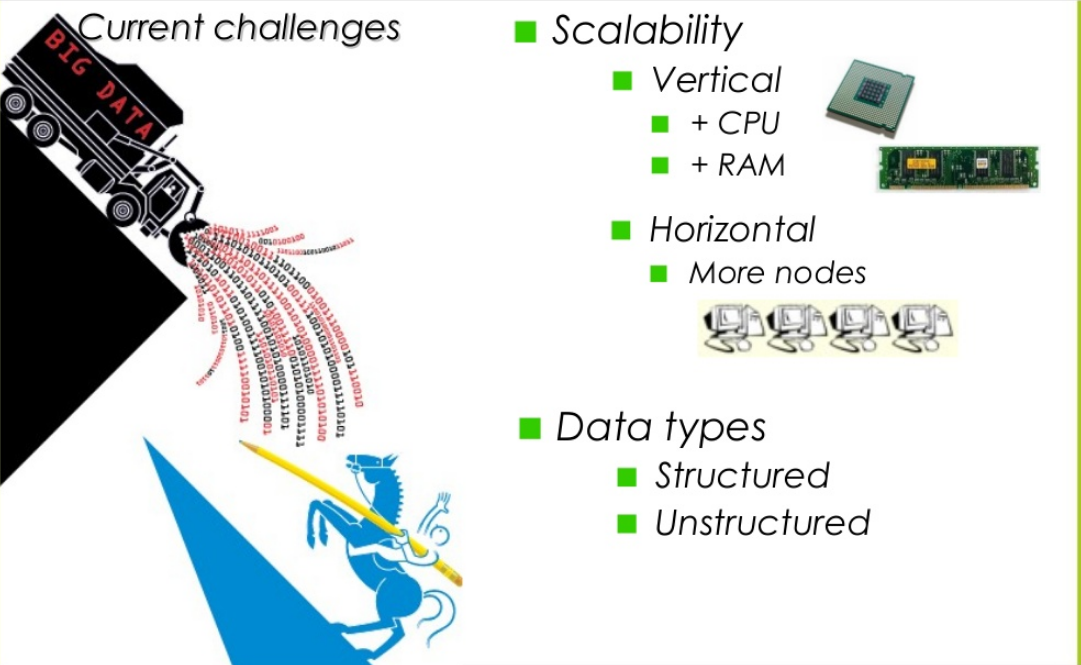 Current challenges
BIG DATA
Scalability
Vertical
+ CPU
+ RAM
Horizontal
More nodes
Data types
Structured
Unstructured